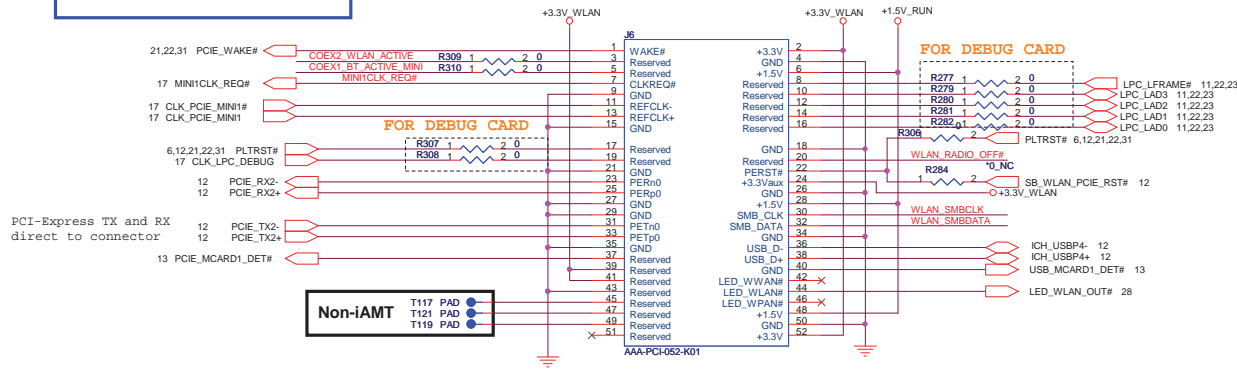 +3.3V_WLAN +3.3V_WLAN +1.5V_RUN
J6
FOR DEBUG CARD
21,22,31 PCIE_WAKE# 1 WAKE# +3.3V 2
COEX2_WLAN_ACTIVE R309 1 2 0 3 Reserved GND 4
COEX1_BT_ACTIVE_MINI R310 1 2 0 5 Reserved +1.5V 6
17 MINI1CLK_REQ# MINI1CLK_REQ# 7 CLKREQ# Reserved 8 R277 1 2 0 LPC_LFRAME# 11,22,23
9 GND Reserved 10 R279 1 2 0 LPC_LAD3 11,22,23
17 CLK_PCIE_MINI1# 11 REFCLK- Reserved 12 R280 1 2 0 LPC_LAD2 11,22,23
17 CLK_PCIE_MINI1 13 REFCLK+ Reserved 14 R281 1 2 0 LPC_LAD1 11,22,23
FOR DEBUG CARD 15 GND Reserved 16 R282 1 2 0 LPC_LAD0 11,22,23
R306 1 2 0 PLTRST# 6,12,21,22,31
6,12,21,22,31 PLTRST# R307 1 2 0 17 Reserved GND 18
17 CLK_LPC_DEBUG R308 1 2 0 19 Reserved Reserved 20 WLAN_RADIO_OFF#
21 GND PERST# 22 *0_NC
12 PCIE_RX2- 23 PERn0 +3.3Vaux 24 R284 1 2 SB_WLAN_PCIE_RST# 12
12 PCIE_RX2+ 25 PERp0 GND 26 +3.3V_WLAN
27 GND +1.5V 28
29 GND SMB_CLK 30 WLAN_SMBCLK
PCI-Express TX and RX
direct to connector
12 PCIE_TX2- 31 PETn0 SMB_DATA 32 WLAN_SMBDATA
12 PCIE_TX2+ 33 PETp0 GND 34
35 GND USB_D- 36 ICH_USBP4- 12
13 PCIE_MCARD1_DET# 37 Reserved USB_D+ 38 ICH_USBP4+ 12
39 Reserved GND 40 USB_MCARD1_DET# 13
41 Reserved LED_WWAN# 42
43 Reserved LED_WLAN# 44 LED_WLAN_OUT# 28
Non-iAMT
T117 PAD 45 Reserved LED_WPAN# 46
T121 PAD 47 Reserved +1.5V 48
T119 PAD 49 Reserved GND 50
51 Reserved +3.3V 52
AAA-PCI-052-K01